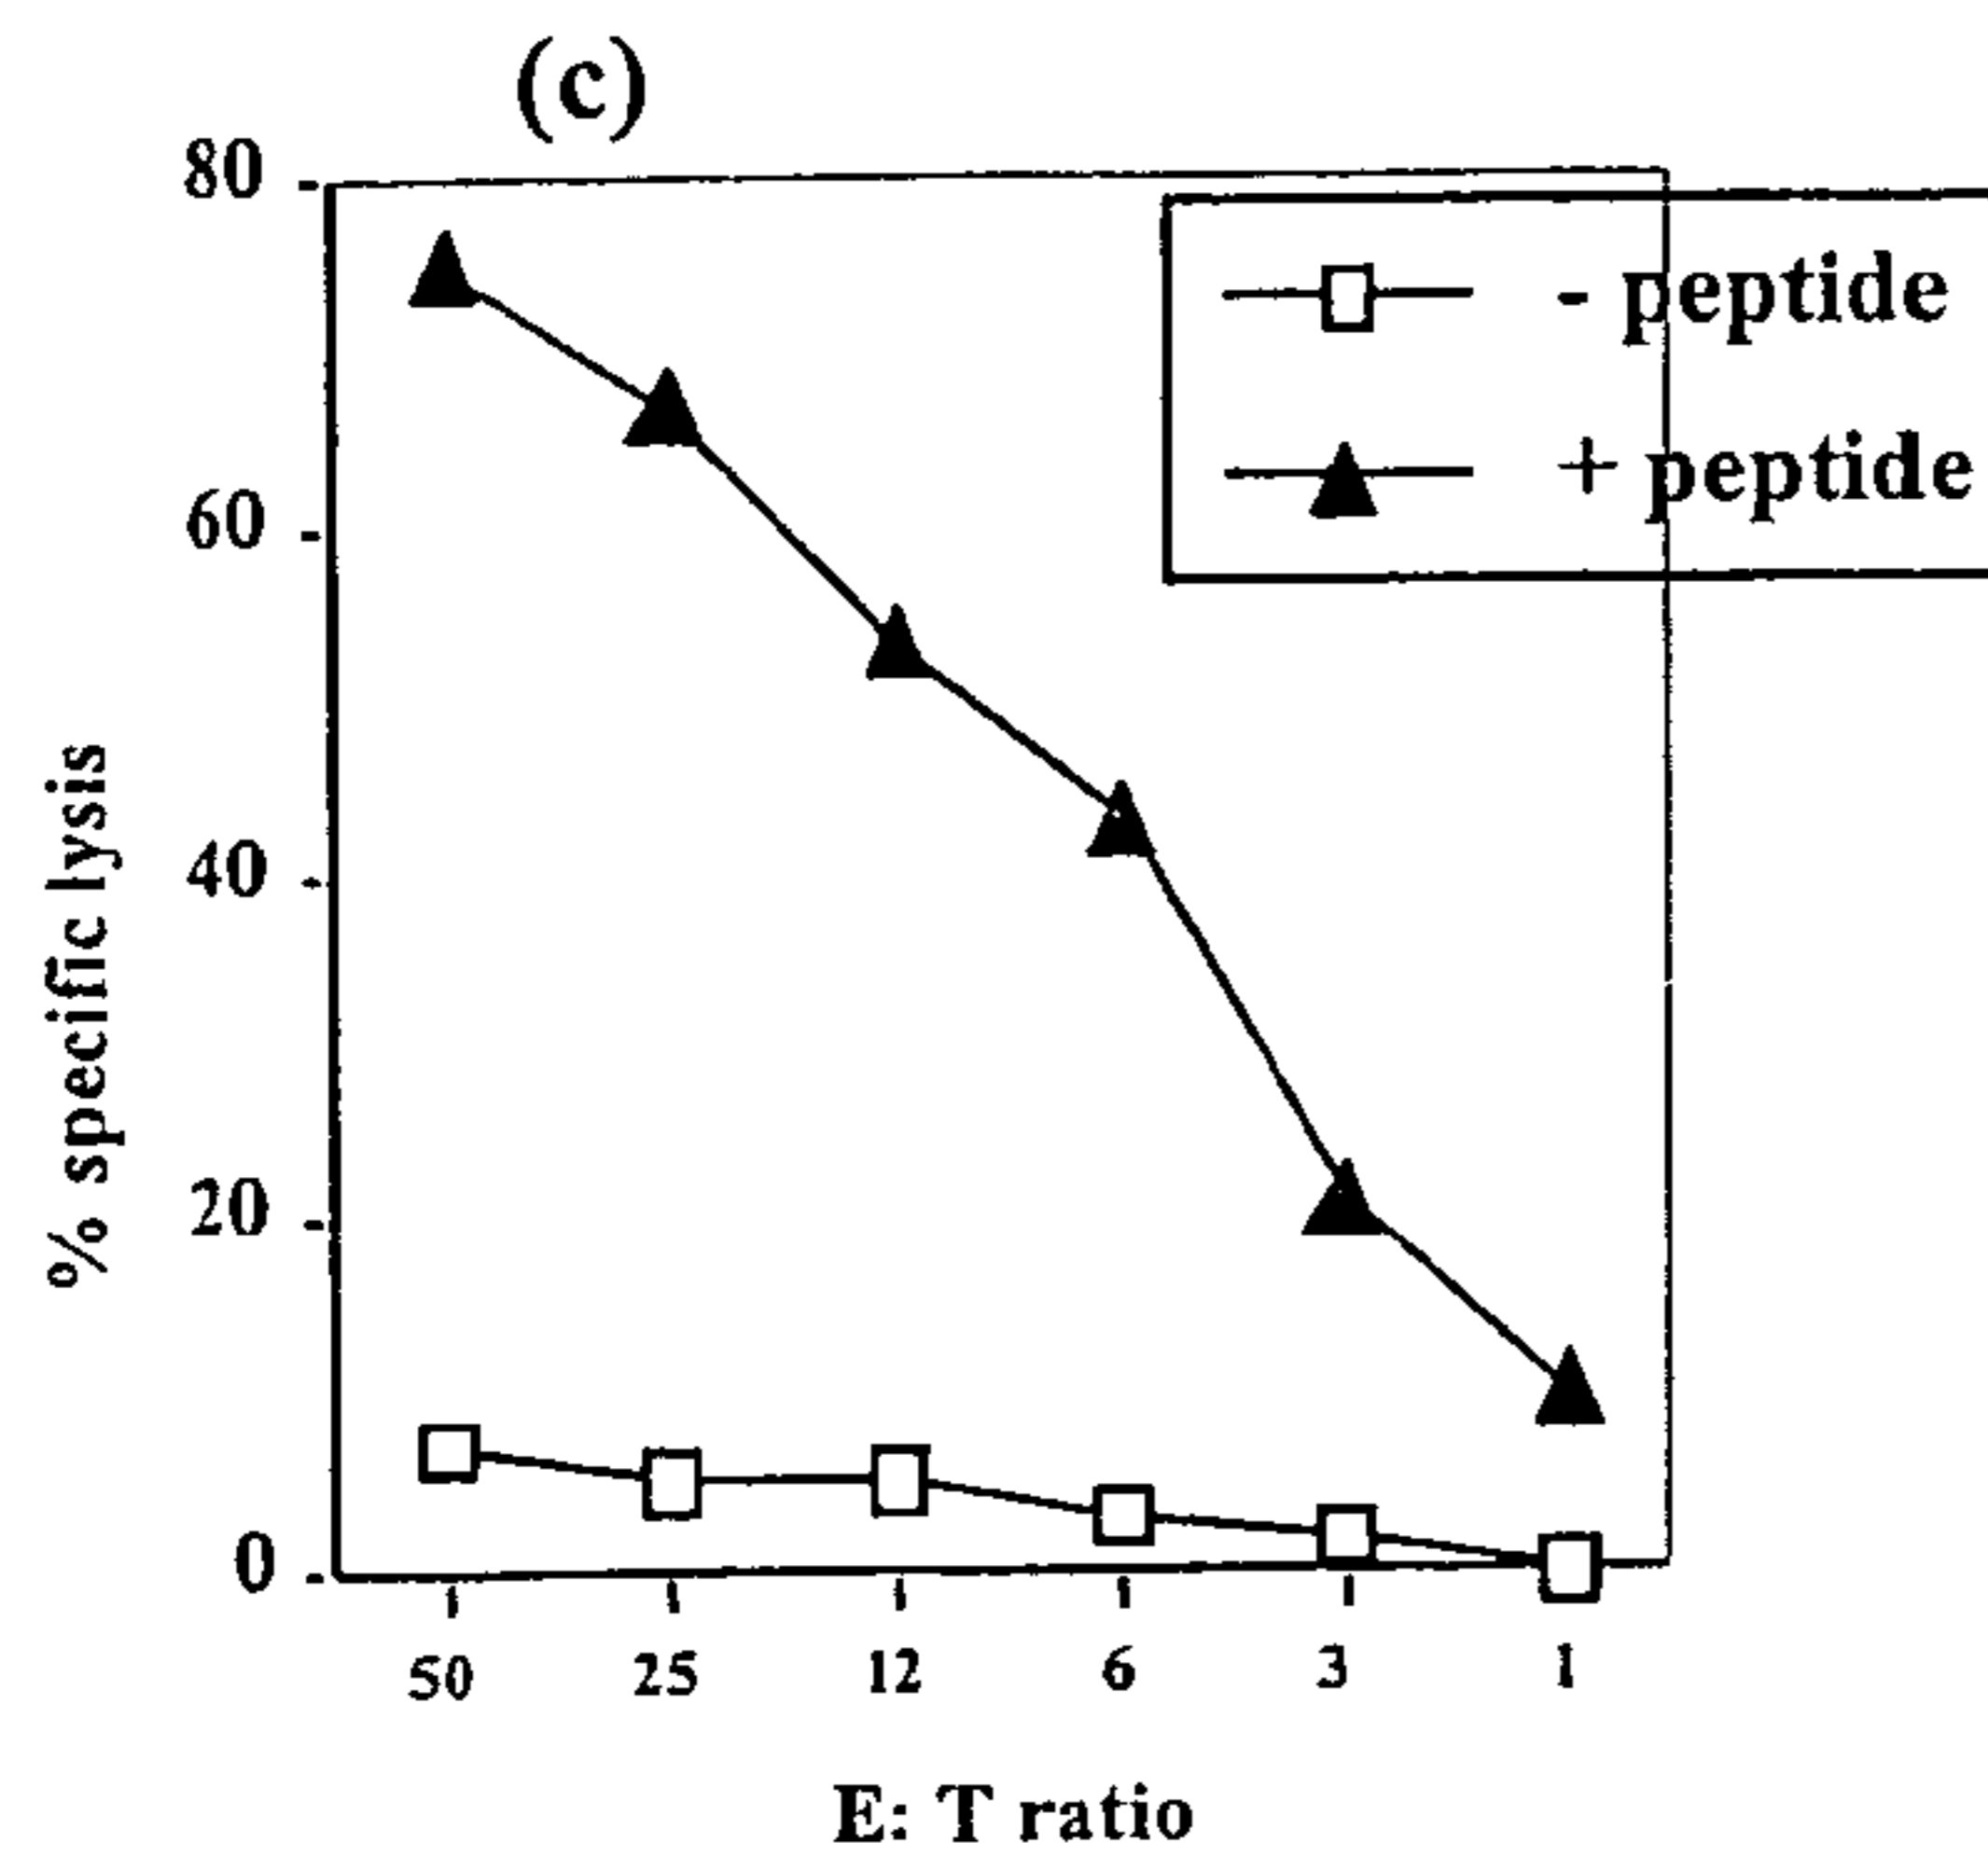 (c)
80
- peptide
+ peptide
60
40
20
0
% specific lysis
50 25 12 6 3 1
E: T ratio